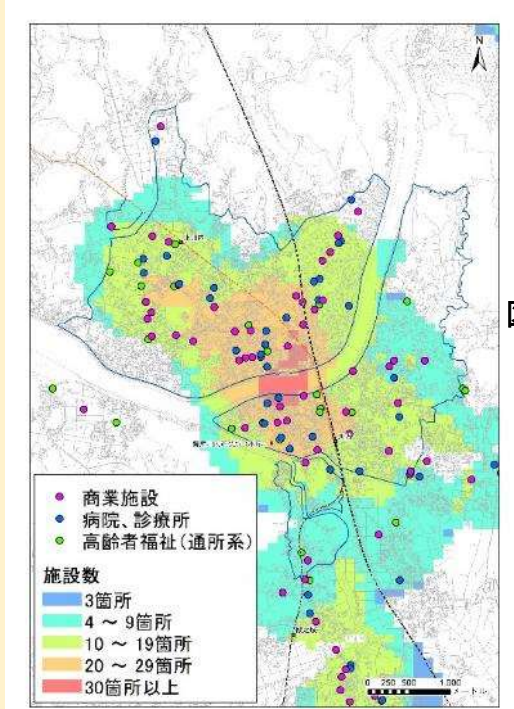 N
商業施設
病院、診療所
高齢者福祉(通所系)
施設数
3箇所
4 ～ 9箇所
10 ～ 19箇所
20 ～ 29箇所
30箇所以上
0 250 500 1,000
メートル